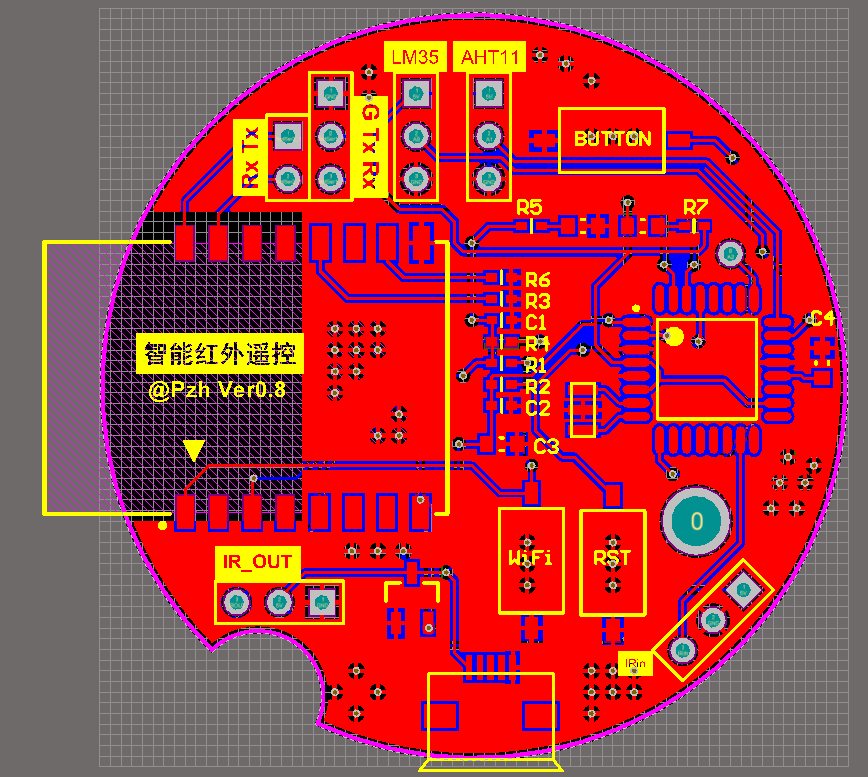 LM35
AHT11
Rx Tx
G Tx Rx
BUTTON
R5
R7
R6
R3
C1
R4
R1
R2
C2
C3
C4
智能红外遥控
@Pzh Ver0.8
IR_OUT
WiFi
RST
0
IRin